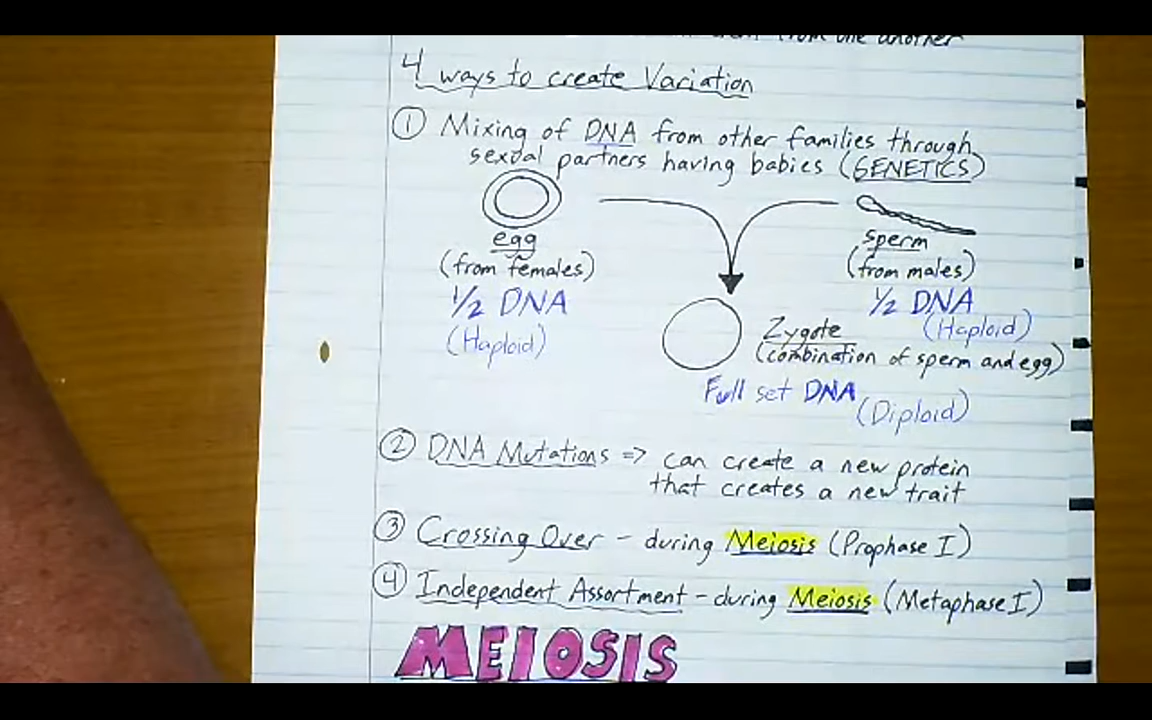 from one another
4 ways to create Variation
① Mixing of DNA from other families through
sexual partners having babies (GENETICS)
egg
(from females)
1/2 DNA
(Haploid)
sperm
(from males)
1/2 DNA
(Haploid)
Zygote
(combination of sperm and egg)
Full set DNA
(Diploid)
② DNA Mutations => can create a new protein
that creates a new trait
③ Crossing Over - during Meiosis (Prophase I)
④ Independent Assortment - during Meiosis (Metaphase I)
MEIOSIS